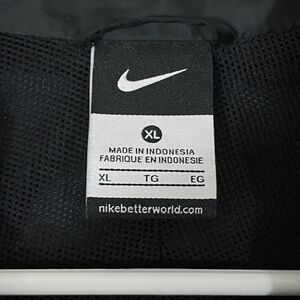 XL
MADE IN INDONESIA
FABRIQUE EN INDONESIE
XL TG EG
nikebetterworld.com